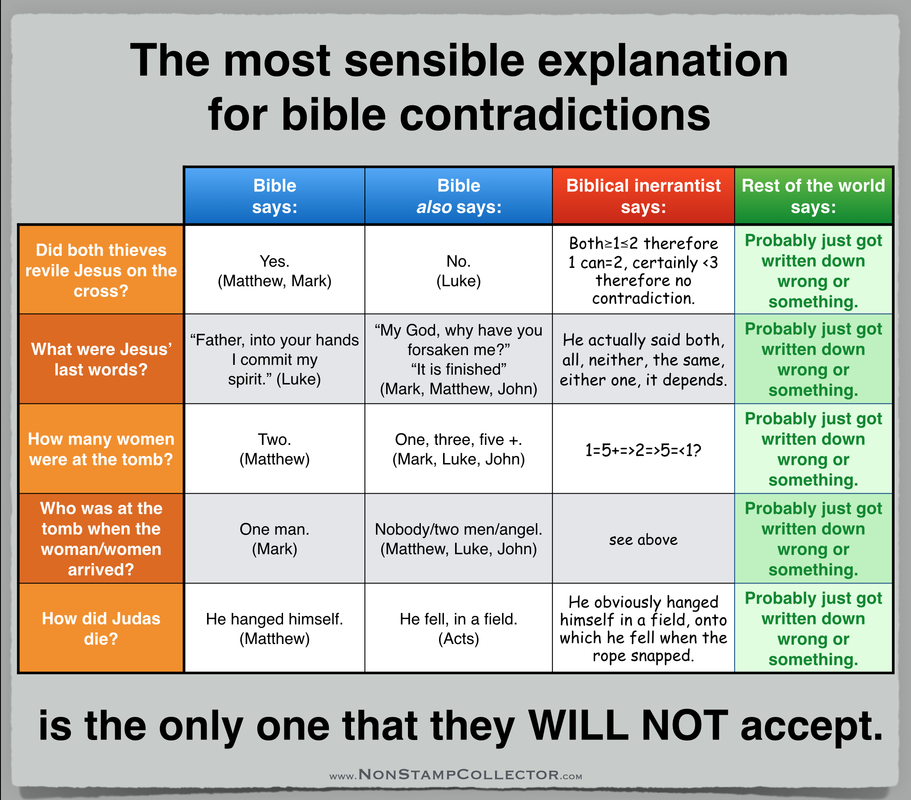 The most sensible explanation
for bible contradictions
Bible
says:
Bible
also says:
Biblical inerrantist
says:
Rest of the world
says:
Did both thieves
revile Jesus on the
cross?
Yes.
(Matthew, Mark)
No.
(Luke)
Both≥1≤2 therefore
1 can=2, certainly <3
therefore no
contradiction.
Probably just got
written down
wrong or
something.
What were Jesus’
last words?
“Father, into your hands
I commit my
spirit.” (Luke)
“My God, why have you
forsaken me?”
“It is finished”
(Mark, Matthew, John)
He actually said both,
all, neither, the same,
either one, it depends.
Probably just got
written down
wrong or
something.
How many women
were at the tomb?
Two.
(Matthew)
One, three, five +.
(Mark, Luke, John)
1=5+=>2=>5=<1?
Probably just got
written down
wrong or
something.
Who was at the
tomb when the
woman/women
arrived?
One man.
(Mark)
Nobody/two men/angel.
(Matthew, Luke, John)
see above
Probably just got
written down
wrong or
something.
How did Judas
die?
He hanged himself.
(Matthew)
He fell, in a field.
(Acts)
He obviously hanged
himself in a field, onto
which he fell when the
rope snapped.
Probably just got
written down
wrong or
something.
is the only one that they WILL NOT accept.
www.NonStampCollector.com